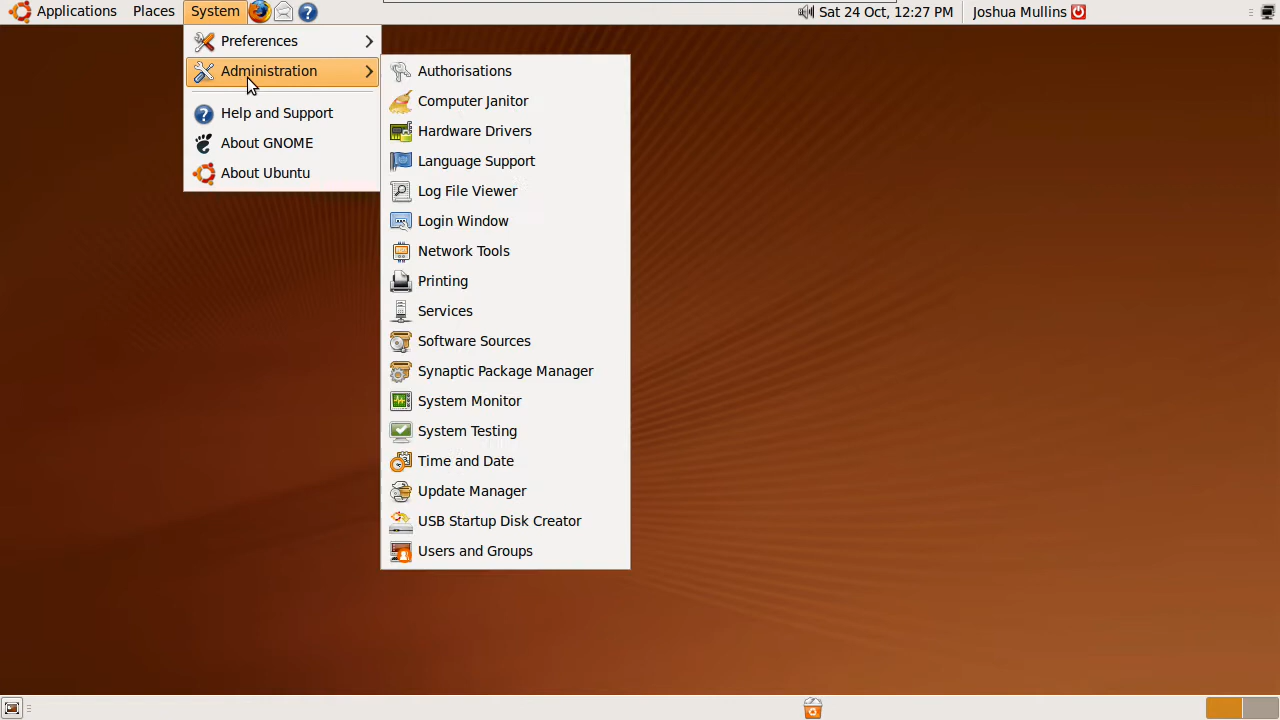 Applications Places System Sat 24 Oct, 12:27 PM Joshua Mullins
Preferences
Administration
Help and Support
About GNOME
About Ubuntu
Authorisations
Computer Janitor
Hardware Drivers
Language Support
Log File Viewer
Login Window
Network Tools
Printing
Services
Software Sources
Synaptic Package Manager
System Monitor
System Testing
Time and Date
Update Manager
USB Startup Disk Creator
Users and Groups